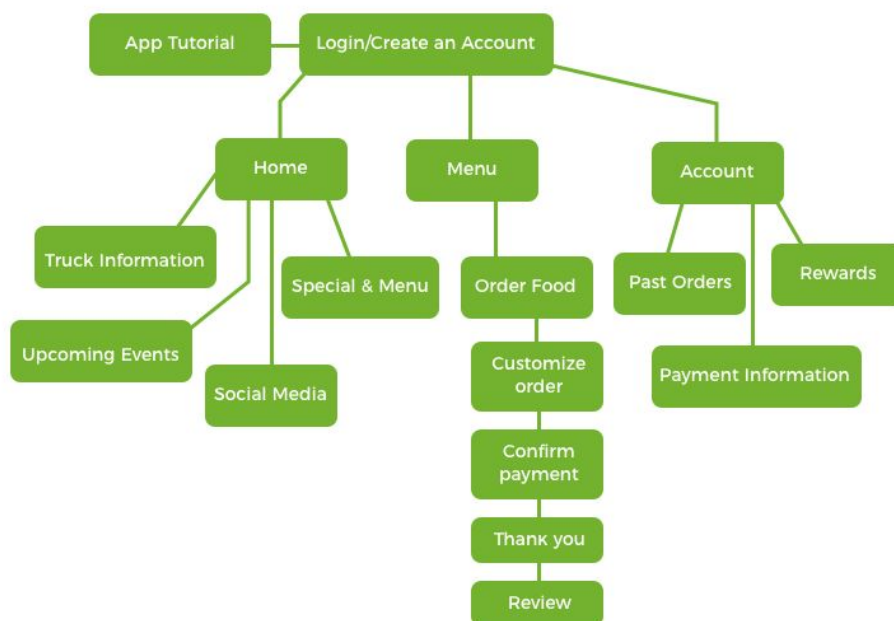 App Tutorial
Login/Create an Account
Home
Menu
Account
Truck Information
Special & Menu
Order Food
Past Orders
Rewards
Upcoming Events
Social Media
Customize
order
Payment Information
Confirm
payment
Thank you
Review